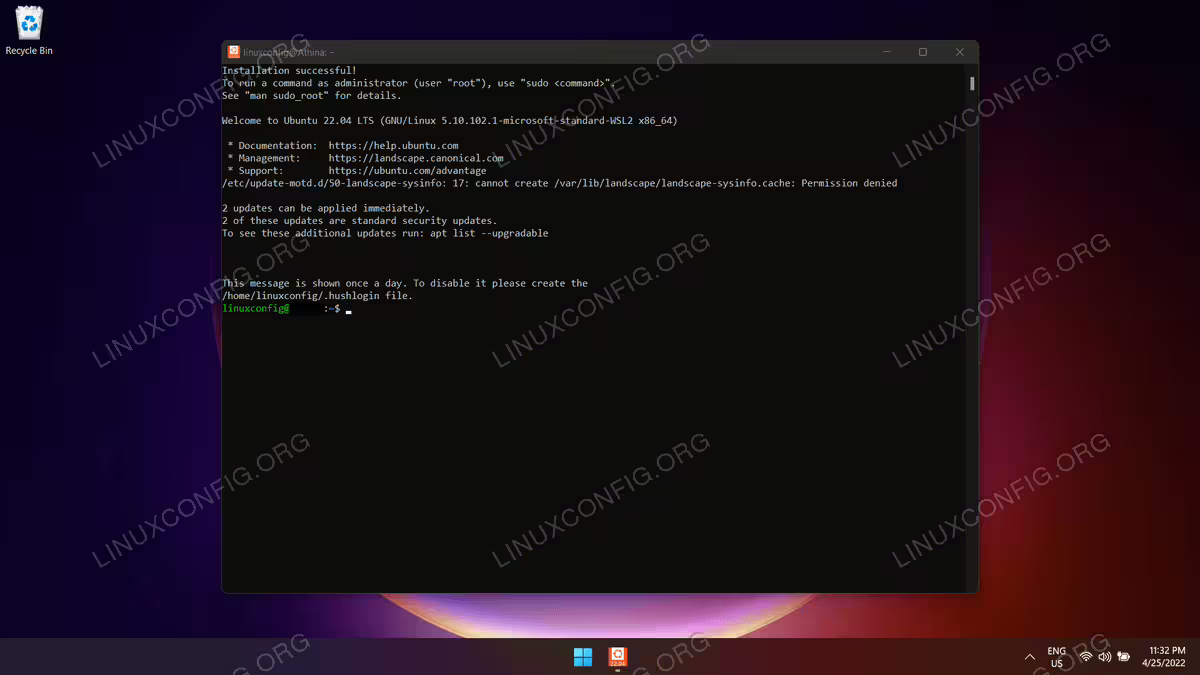 Recycle Bin
linuxconfig@Athina: ~
Installation successful!
To run a command as administrator (user "root"), use "sudo <command>".
See "man sudo_root" for details.
Welcome to Ubuntu 22.04 LTS (GNU/Linux 5.10.102.1-microsoft-standard-WSL2 x86_64)
* Documentation:  https://help.ubuntu.com
* Management:     https://landscape.canonical.com
* Support:        https://ubuntu.com/advantage
/etc/update-motd.d/50-landscape-sysinfo: 17: cannot create /var/lib/landscape/landscape-sysinfo.cache: Permission denied
2 updates can be applied immediately.
2 of these updates are standard security updates.
To see these additional updates run: apt list --upgradable
This message is shown once a day. To disable it please create the
/home/linuxconfig/.hushlogin file.
linuxconfig@      :~$
LINUXCONFIG.ORG
LINUXCONFIG.ORG
LINUXCONFIG.ORG
LINUXCONFIG.ORG
LINUXCONFIG.ORG
LINUXCONFIG.ORG
LINUXCONFIG.ORG
LINUXCONFIG.ORG
LINUXCONFIG.ORG
22.04
ENG
US
11:32 PM
4/25/2022